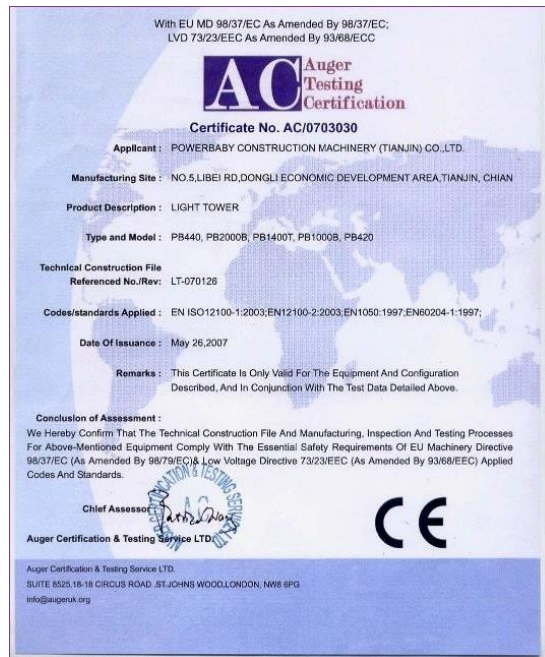 With EU MD 98/37/EC As Amended By 98/37/EC;
LVD 73/23/EEC As Amended By 93/68/ECC
AC Auger
Testing
Certification
Certificate No. AC/0703030
Applicant : POWERBABY CONSTRUCTION MACHINERY (TIANJIN) CO.,LTD.
Manufacturing Site : NO.5,LIBEI RD,DONGLI ECONOMIC DEVELOPMENT AREA,TIANJIN, CHIAN
Product Description : LIGHT TOWER
Type and Model : PB440, PB2000B, PB1400T, PB1000B, PB420
Technical Construction File
Referenced No./Rev: LT-070126
Codes/standards Applied : EN ISO12100-1:2003;EN12100-2:2003;EN1050:1997;EN60204-1:1997;
Date Of Issuance : May 26,2007
Remarks : This Certificate Is Only Valid For The Equipment And Configuration
Described, And In Conjunction With The Test Data Detailed Above.
Conclusion of Assessment :
We Hereby Confirm That The Technical Construction File And Manufacturing, Inspection And Testing Processes
For Above-Mentioned Equipment Comply With The Essential Safety Requirements Of EU Machinery Directive
98/37/EC (As Amended By 98/79/EC)& Low Voltage Directive 73/23/EEC (As Amended By 93/68/EEC) Applied
Codes And Standards.
Chief Assessor
Auger Certification & Testing Service LTD.
CE
Auger Certification & Testing Service LTD.
SUITE 8525,18-18 CIRCUS ROAD ,ST.JOHNS WOOD,LONDON, NW8 6PG
info@augeruk.org